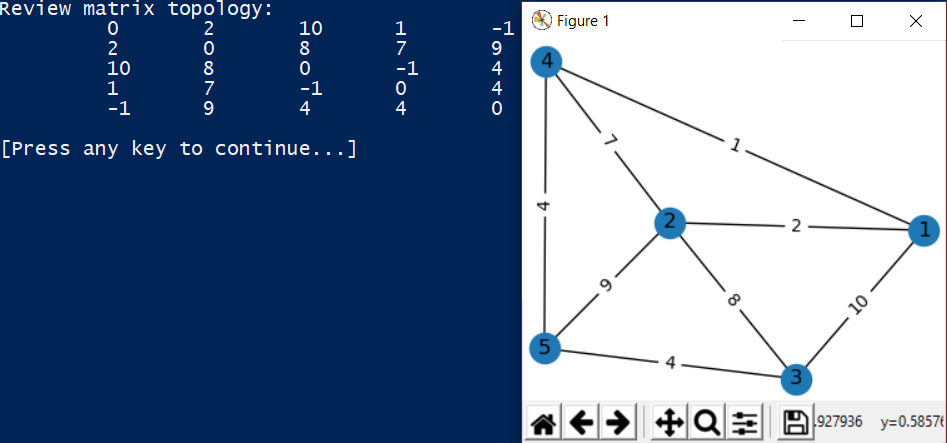 Review matrix topology:
0 2 10 1 -1
2 0 8 7 9
10 8 0 -1 4
1 7 -1 0 4
-1 9 4 4 0
[Press any key to continue...]
Figure 1
4
7
1
4
2
2
1
9
8
10
5
4
3
.927936 y=0.58576